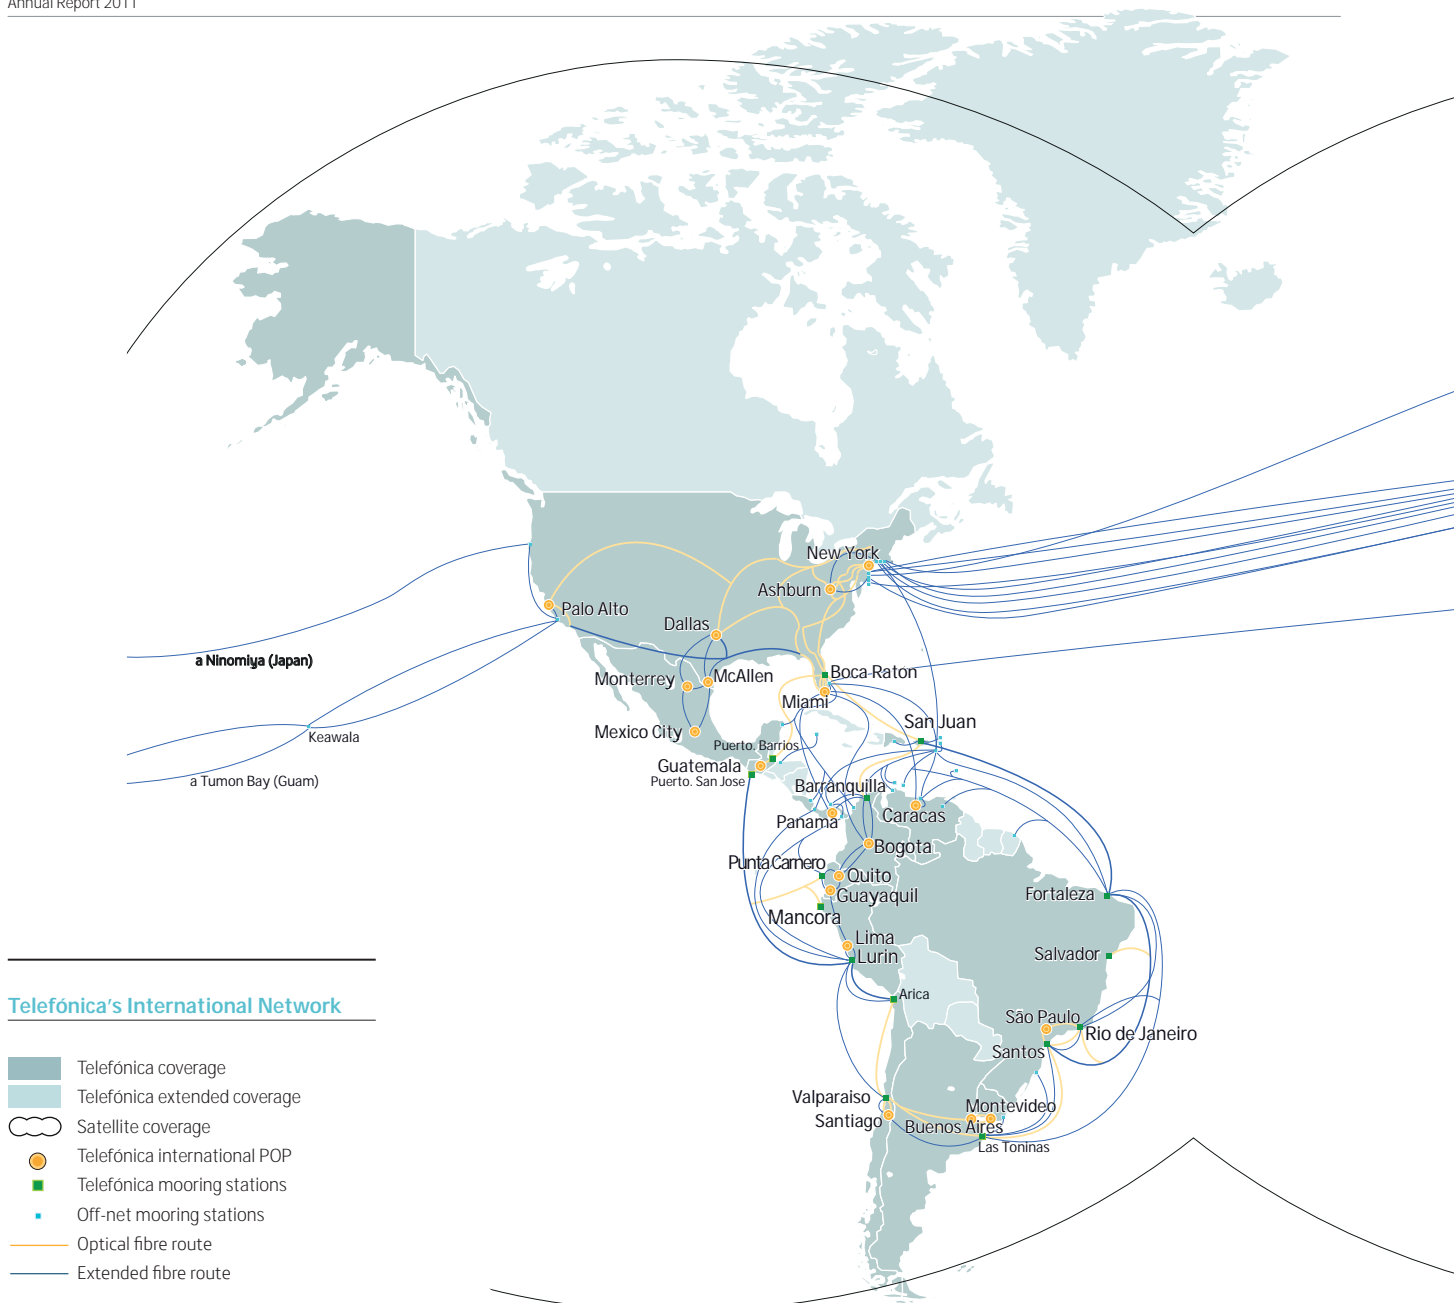 Annual Report 2011
New York
Ashburn
Palo Alto
Dallas
a Ninomiya (Japan)
Monterrey
McAllen
Boca Raton
Miami
Mexico City
San Juan
Keawala
Puerto. Barrios
Guatemala
Puerto. San Jose
a Tumon Bay (Guam)
Barranquilla
Caracas
Panama
Bogota
Punta Carnero
Quito
Guayaquil
Fortaleza
Mancora
Lima
Lurin
Salvador
Arica
São Paulo
Rio de Janeiro
Santos
Valparaiso
Santiago
Montevideo
Buenos Aires
Las Toninas
Telefónica's International Network
Telefónica coverage
Telefónica extended coverage
Satellite coverage
Telefónica international POP
Telefónica mooring stations
Off-net mooring stations
Optical fibre route
Extended fibre route